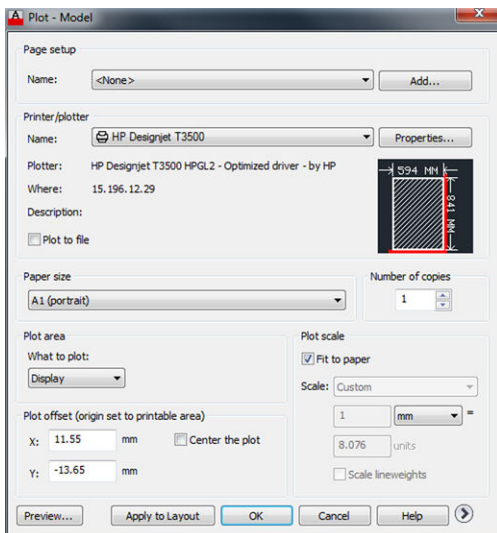 Plot - Model
Page setup
Name: <None> Add...
Printer/plotter
Name: HP Designjet T3500 Properties...
Plotter: HP Designjet T3500 HPGL2 - Optimized driver - by HP
Where: 15.196.12.29
Description:
Plot to file
594 MM
841 MM
Paper size
A1 (portrait)
Number of copies
1
Plot area
What to plot:
Display
Plot offset (origin set to printable area)
X: 11.55 mm Center the plot
Y: -13.65 mm
Plot scale
Fit to paper
Scale: Custom
1 mm =
8.076 units
Scale lineweights
Preview... Apply to Layout OK Cancel Help